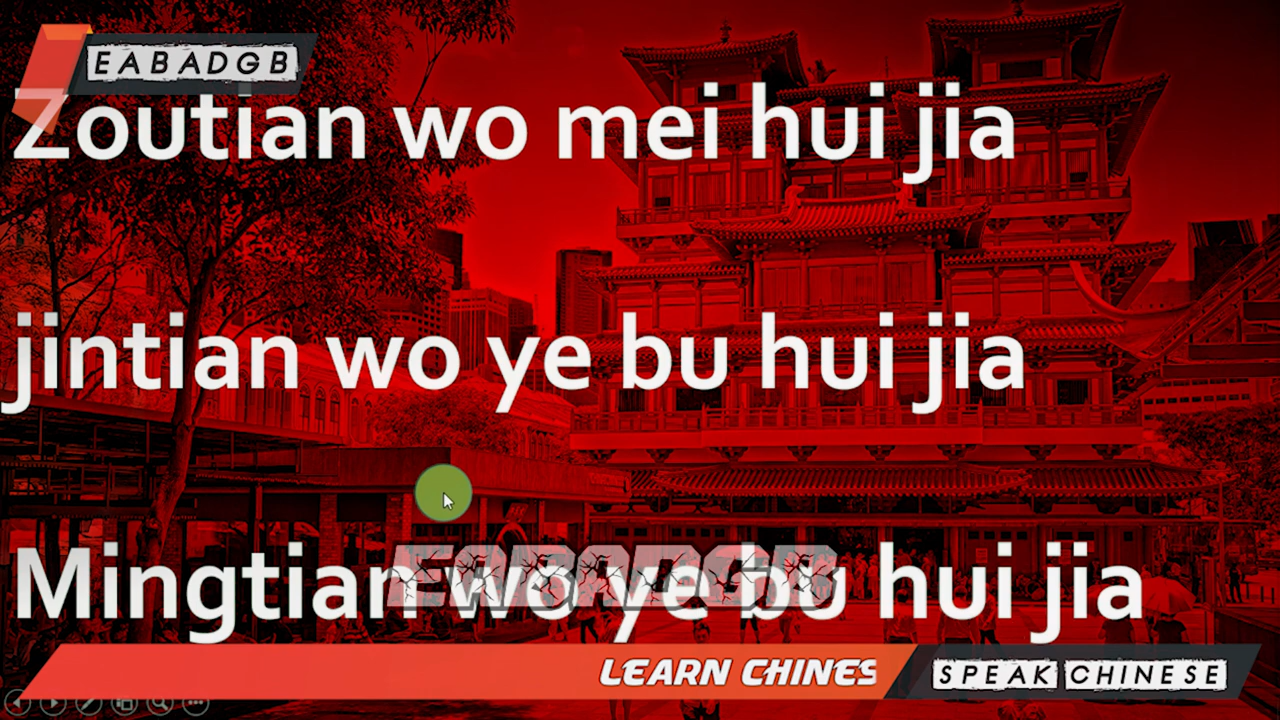 EABADGB
Zoutian wo mei hui jia
jintian wo ye bu hui jia
EABADGB
Mingtian wo ye bu hui jia
LEARN CHINES
SPEAK CHINESE